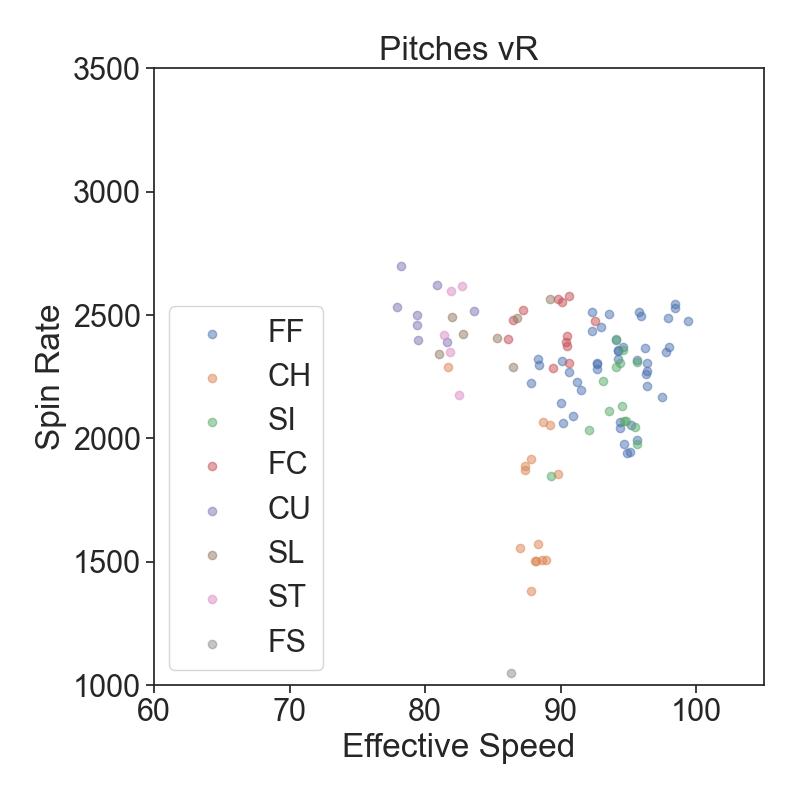 Pitches vR
3500
3000
2500
2000
1500
1000
Spin Rate
FF
CH
SI
FC
CU
SL
ST
FS
60 70 80 90 100
Effective Speed